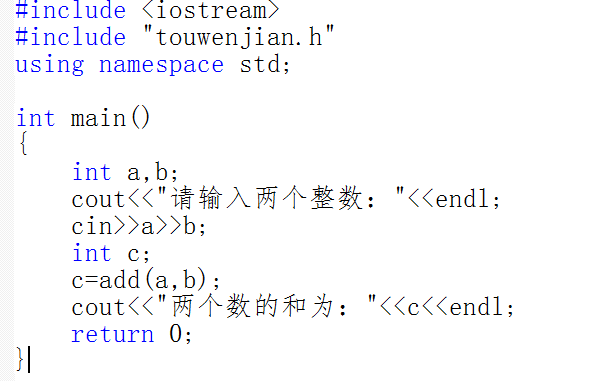 #include <iostream>
#include "touwenjian.h"
using namespace std;
int main()
{
int a,b;
cout<<"请输入两个整数："<<endl;
cin>>a>>b;
int c;
c=add(a,b);
cout<<"两个数的和为："<<c<<endl;
return 0;
}